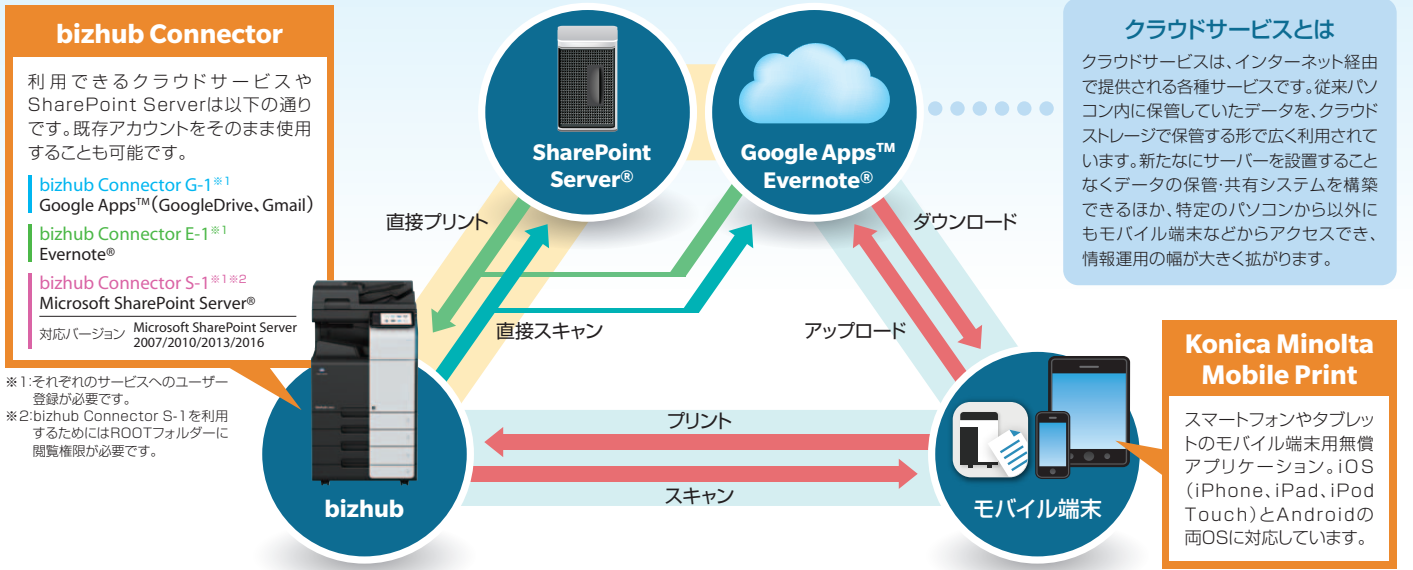 bizhub Connector
利用できるクラウドサービスや
SharePoint Serverは以下の通り
です。既存アカウントをそのまま使用
することも可能です。
bizhub Connector G-1※1
Google Apps™（GoogleDrive、Gmail）
bizhub Connector E-1※1
Evernote®
bizhub Connector S-1※1※2
Microsoft SharePoint Server®
対応バージョン Microsoft SharePoint Server
2007/2010/2013/2016
※1:それぞれのサービスへのユーザー
登録が必要です。
※2:bizhub Connector S-1を利用
するためにはROOTフォルダーに
閲覧権限が必要です。
SharePoint
Server®
Google Apps™
Evernote®
クラウドサービスとは
クラウドサービスは、インターネット経由
で提供される各種サービスです。従来パソ
コン内に保管していたデータを、クラウド
ストレージで保管する形で広く利用されて
います。新たにサーバーを設置すること
なくデータの保管・共有システムを構築
できるほか、特定のパソコンから以外に
もモバイル端末などからアクセスでき、
情報運用の幅が大きく拡がります。
直接プリント
ダウンロード
直接スキャン
アップロード
プリント
スキャン
bizhub
モバイル端末
Konica Minolta
Mobile Print
スマートフォンやタブレッ
トのモバイル端末用無償
アプリケーション。iOS
（iPhone、iPad、iPod
Touch）とAndroidの
両OSに対応しています。